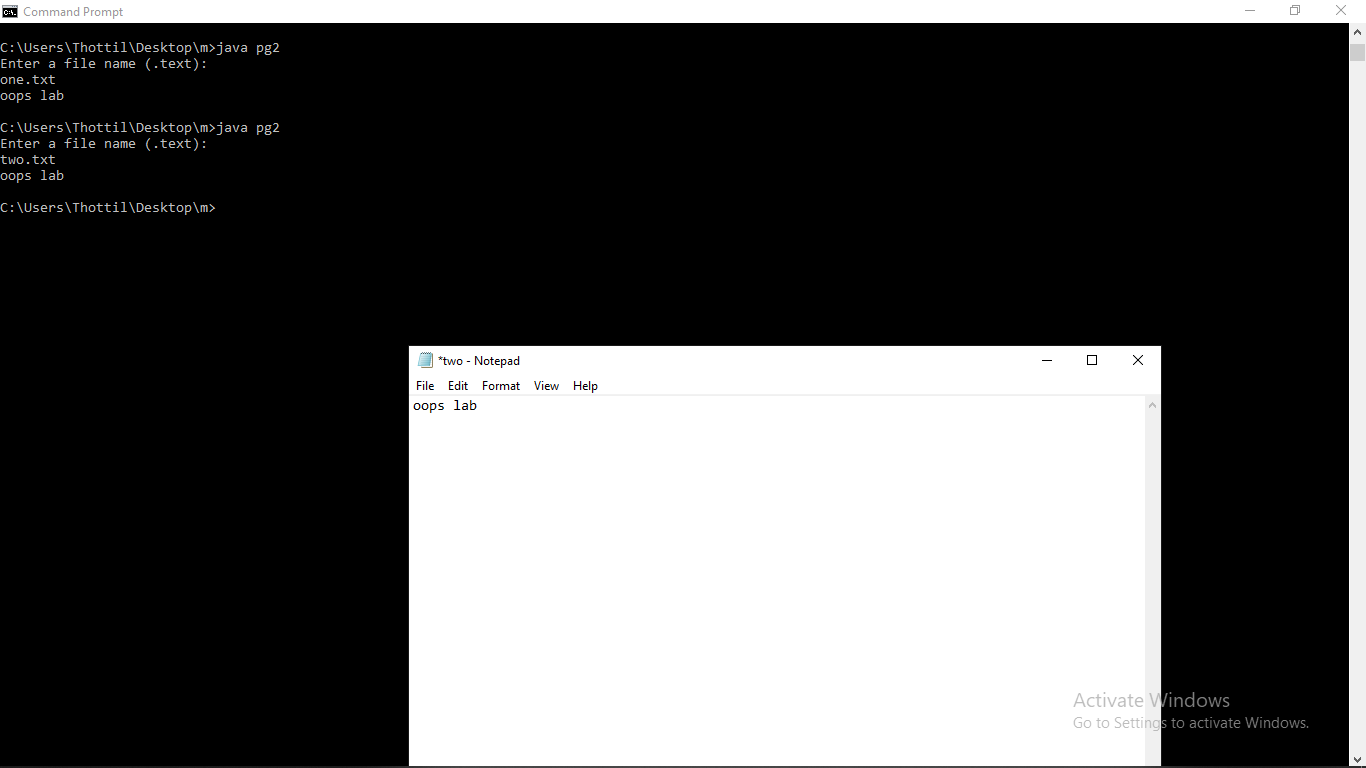 Command Prompt
C:\Users\Thottil\Desktop\m>java pg2
Enter a file name (.text):
one.txt
oops lab
C:\Users\Thottil\Desktop\m>java pg2
Enter a file name (.text):
two.txt
oops lab
C:\Users\Thottil\Desktop\m>
*two - Notepad
File Edit Format View Help
oops lab
Activate Windows
Go to Settings to activate Windows.